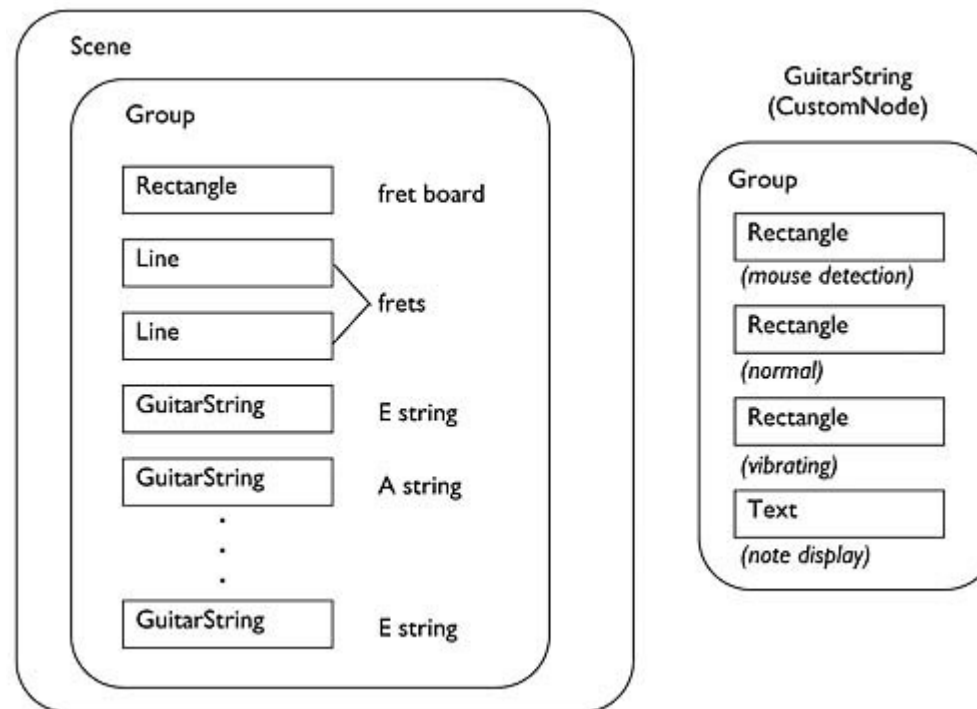 Scene
Group
Rectangle
fret board
Line
frets
Line
GuitarString
E string
GuitarString
A string
GuitarString
E string
GuitarString
(CustomNode)
Group
Rectangle
(mouse detection)
Rectangle
(normal)
Rectangle
(vibrating)
Text
(note display)